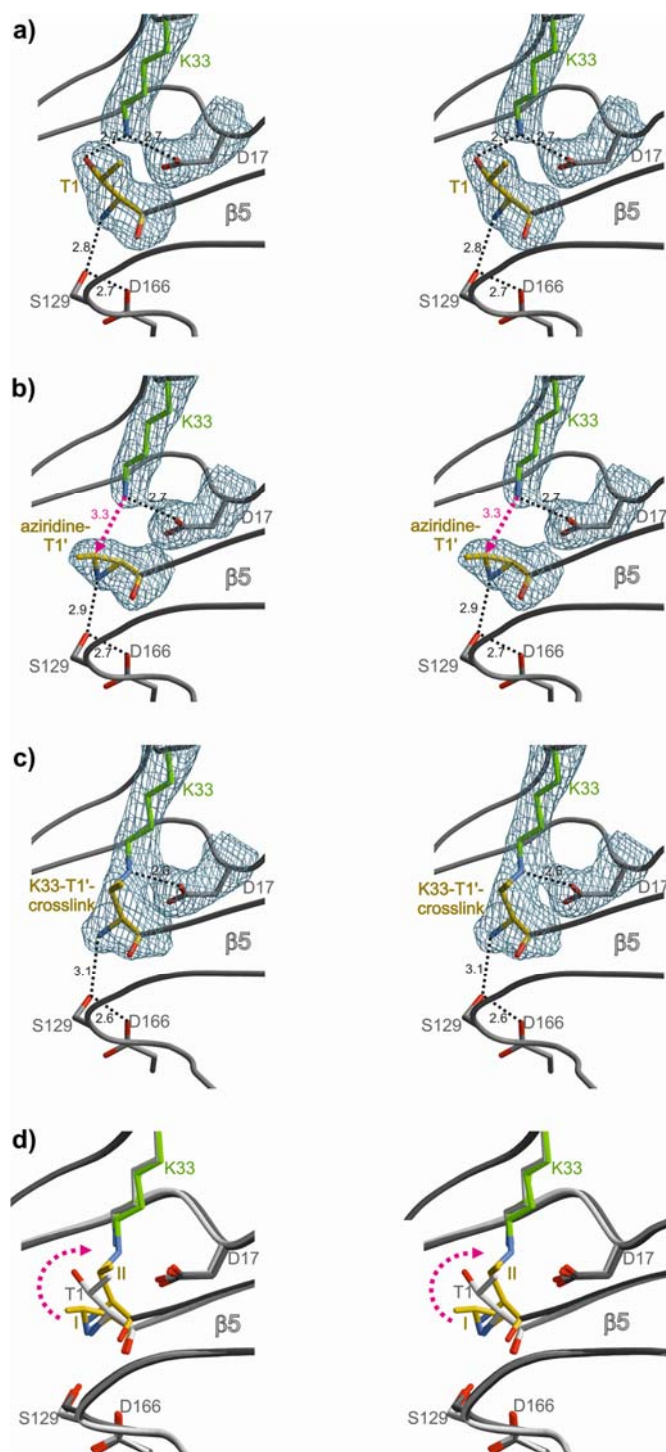 a)
K33 K33
2.7 2.7
D17 D17
T1 T1
β5 β5
2.8 2.8
S129 2.7 D166 S129 2.7 D166
b)
K33 K33
2.7 2.7
3.3 3.3
D17 D17
aziridine- aziridine-
T1' T1'
β5 β5
2.9 2.9
S129 2.7 D166 S129 2.7 D166
c)
K33 K33
2.6 2.6
K33-T1'- D17 K33-T1'- D17
crosslink crosslink
β5 β5
3.1 3.1
S129 2.6 D166 S129 2.6 D166
d)
K33 K33
D17 D17
II II
T1 T1
I I
β5 β5
S129 D166 S129 D166